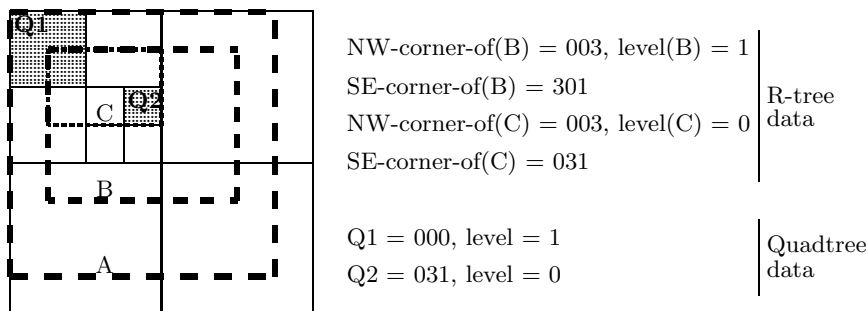 Q1
Q2
C
B
A
NW-corner-of(B) = 003, level(B) = 1
SE-corner-of(B) = 301
NW-corner-of(C) = 003, level(C) = 0
SE-corner-of(C) = 031
R-tree
data
Q1 = 000, level = 1
Q2 = 031, level = 0
Quadtree
data